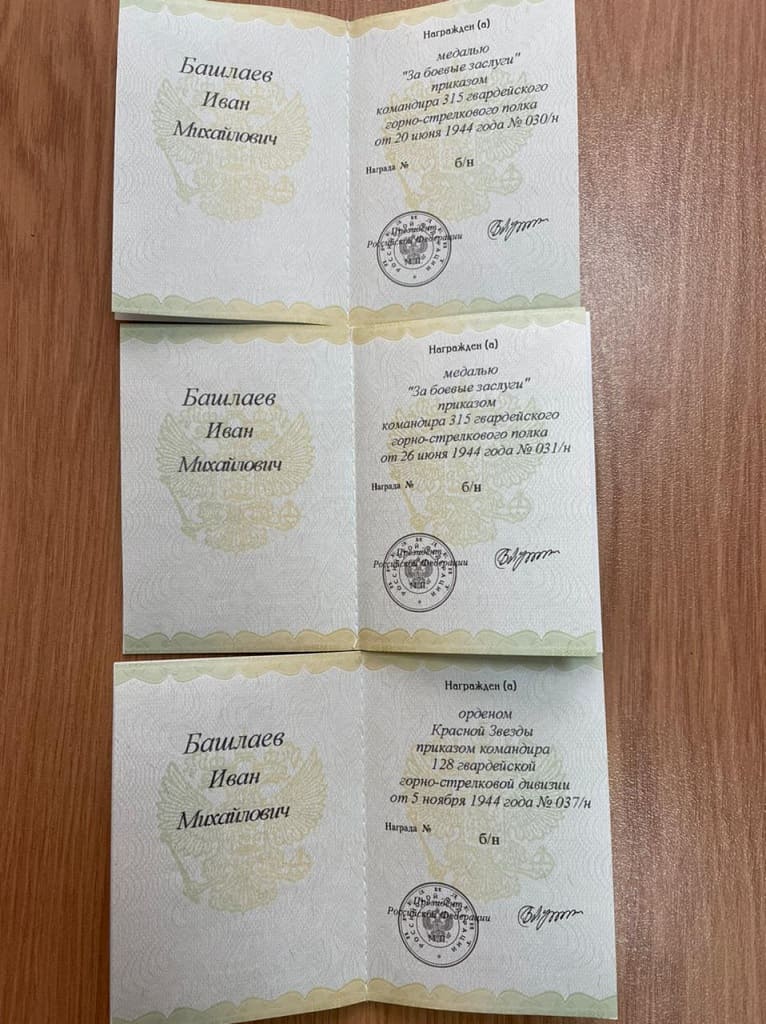 Башлаев
Иван
Михайлович
Награжден (а)
медалью
"За боевые заслуги"
приказом
командира 315 гвардейского
горно-стрелкового полка
от 20 июня 1944 года № 030/н
Награда № б/н
Президент
Российской Федерации
М.П.
Башлаев
Иван
Михайлович
Награжден (а)
медалью
"За боевые заслуги"
приказом
командира 315 гвардейского
горно-стрелкового полка
от 26 июня 1944 года № 031/н
Награда № б/н
Президент
Российской Федерации
М.П.
Башлаев
Иван
Михайлович
Награжден (а)
орденом
Красной Звезды
приказом командира
128 гвардейской
горно-стрелковой дивизии
от 5 ноября 1944 года № 037/н
Награда № б/н
Президент
Российской Федерации
М.П.